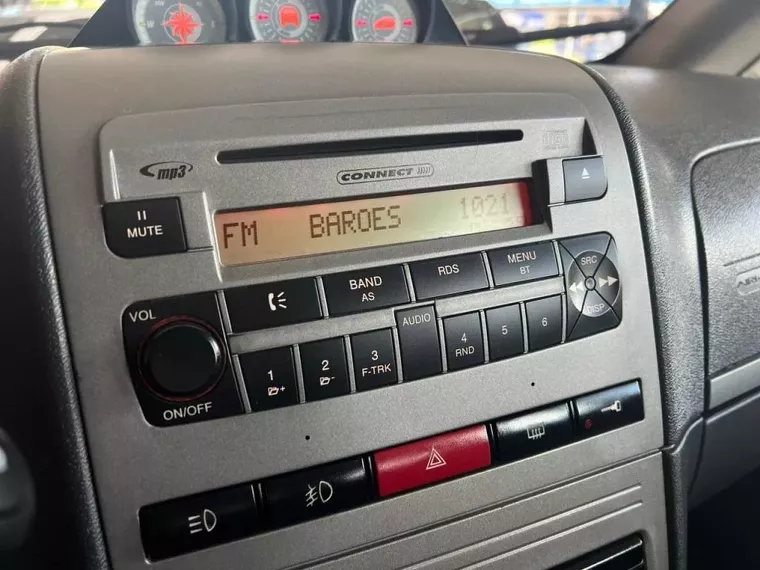 mp3
CONNECT
MUTE
FM BAROES 1021
VOL
ON/OFF
BAND
AS
RDS
MENU
BT
SRC
DISP
AUDIO
1
2
3
F-TRK
4
RND
5
6